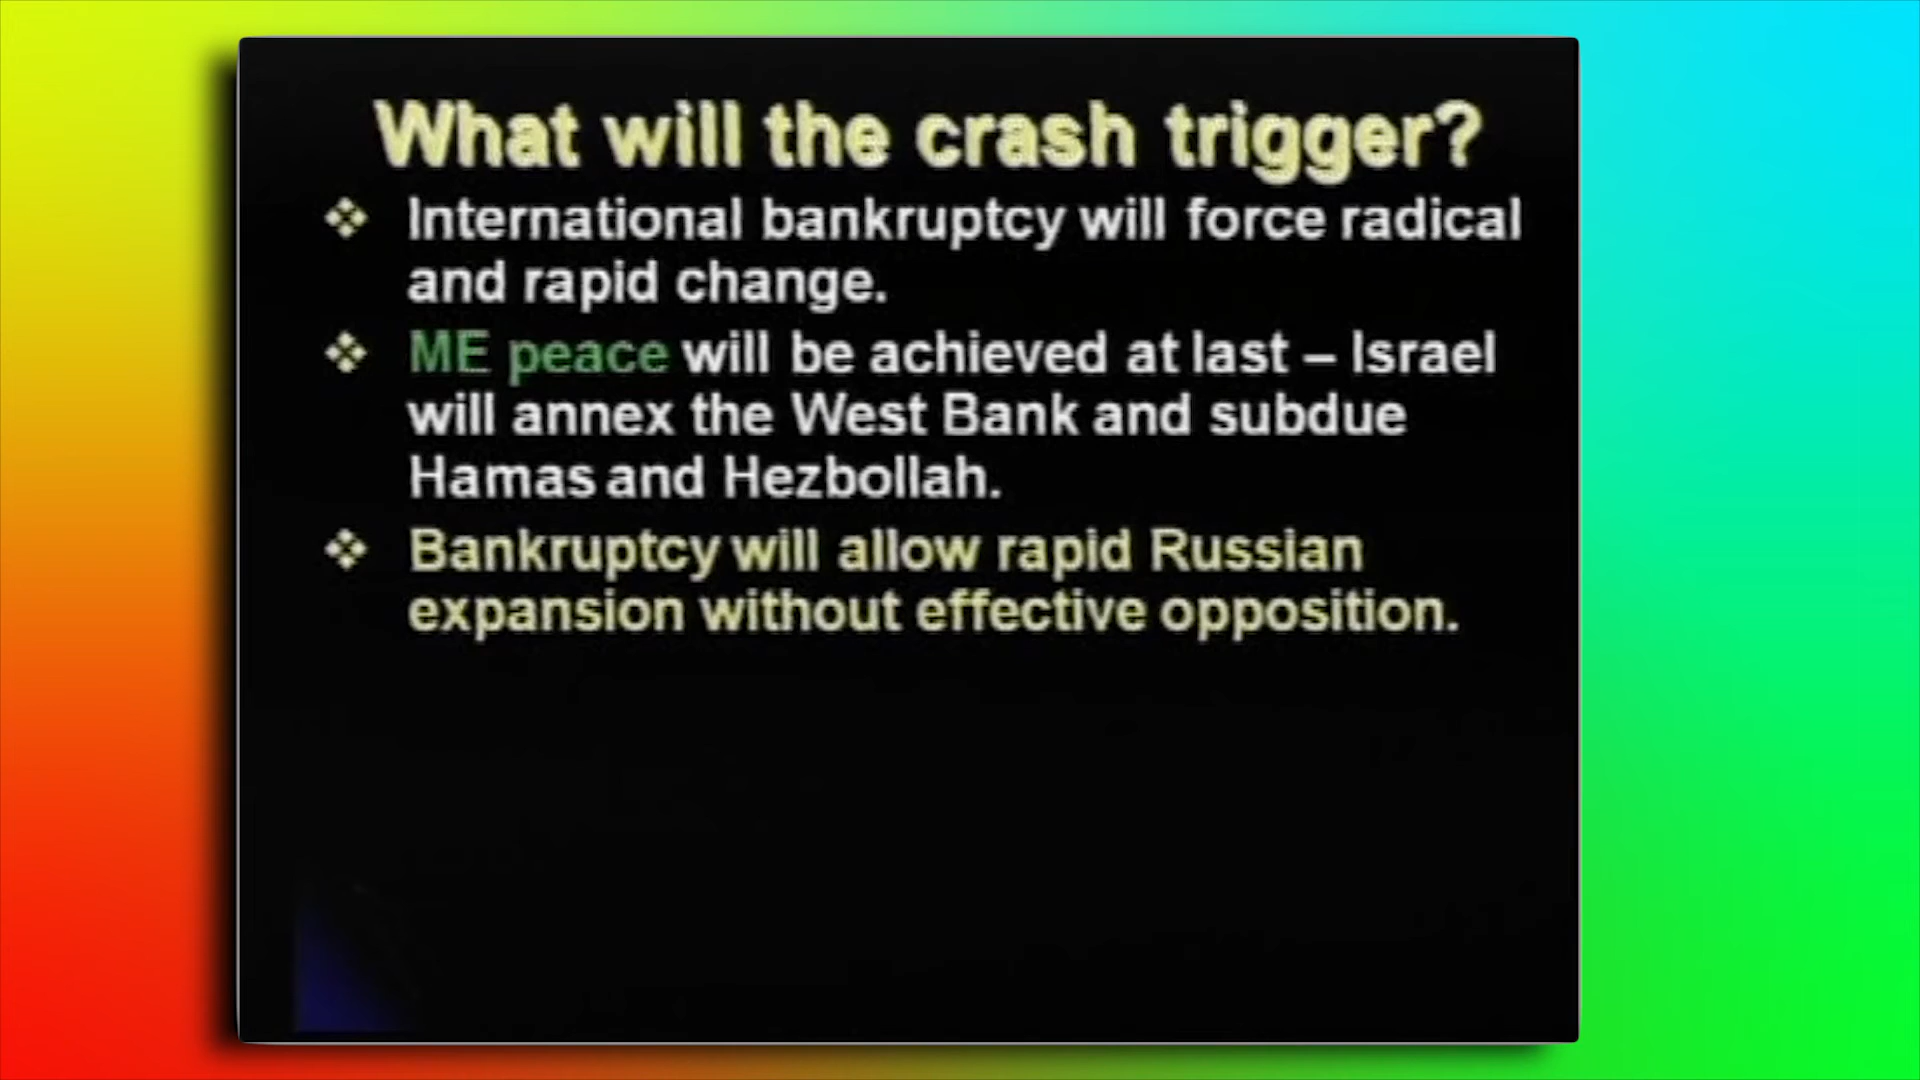 What will the crash trigger?
❖ International bankruptcy will force radical
and rapid change.
❖ ME peace will be achieved at last – Israel
will annex the West Bank and subdue
Hamas and Hezbollah.
❖ Bankruptcy will allow rapid Russian
expansion without effective opposition.